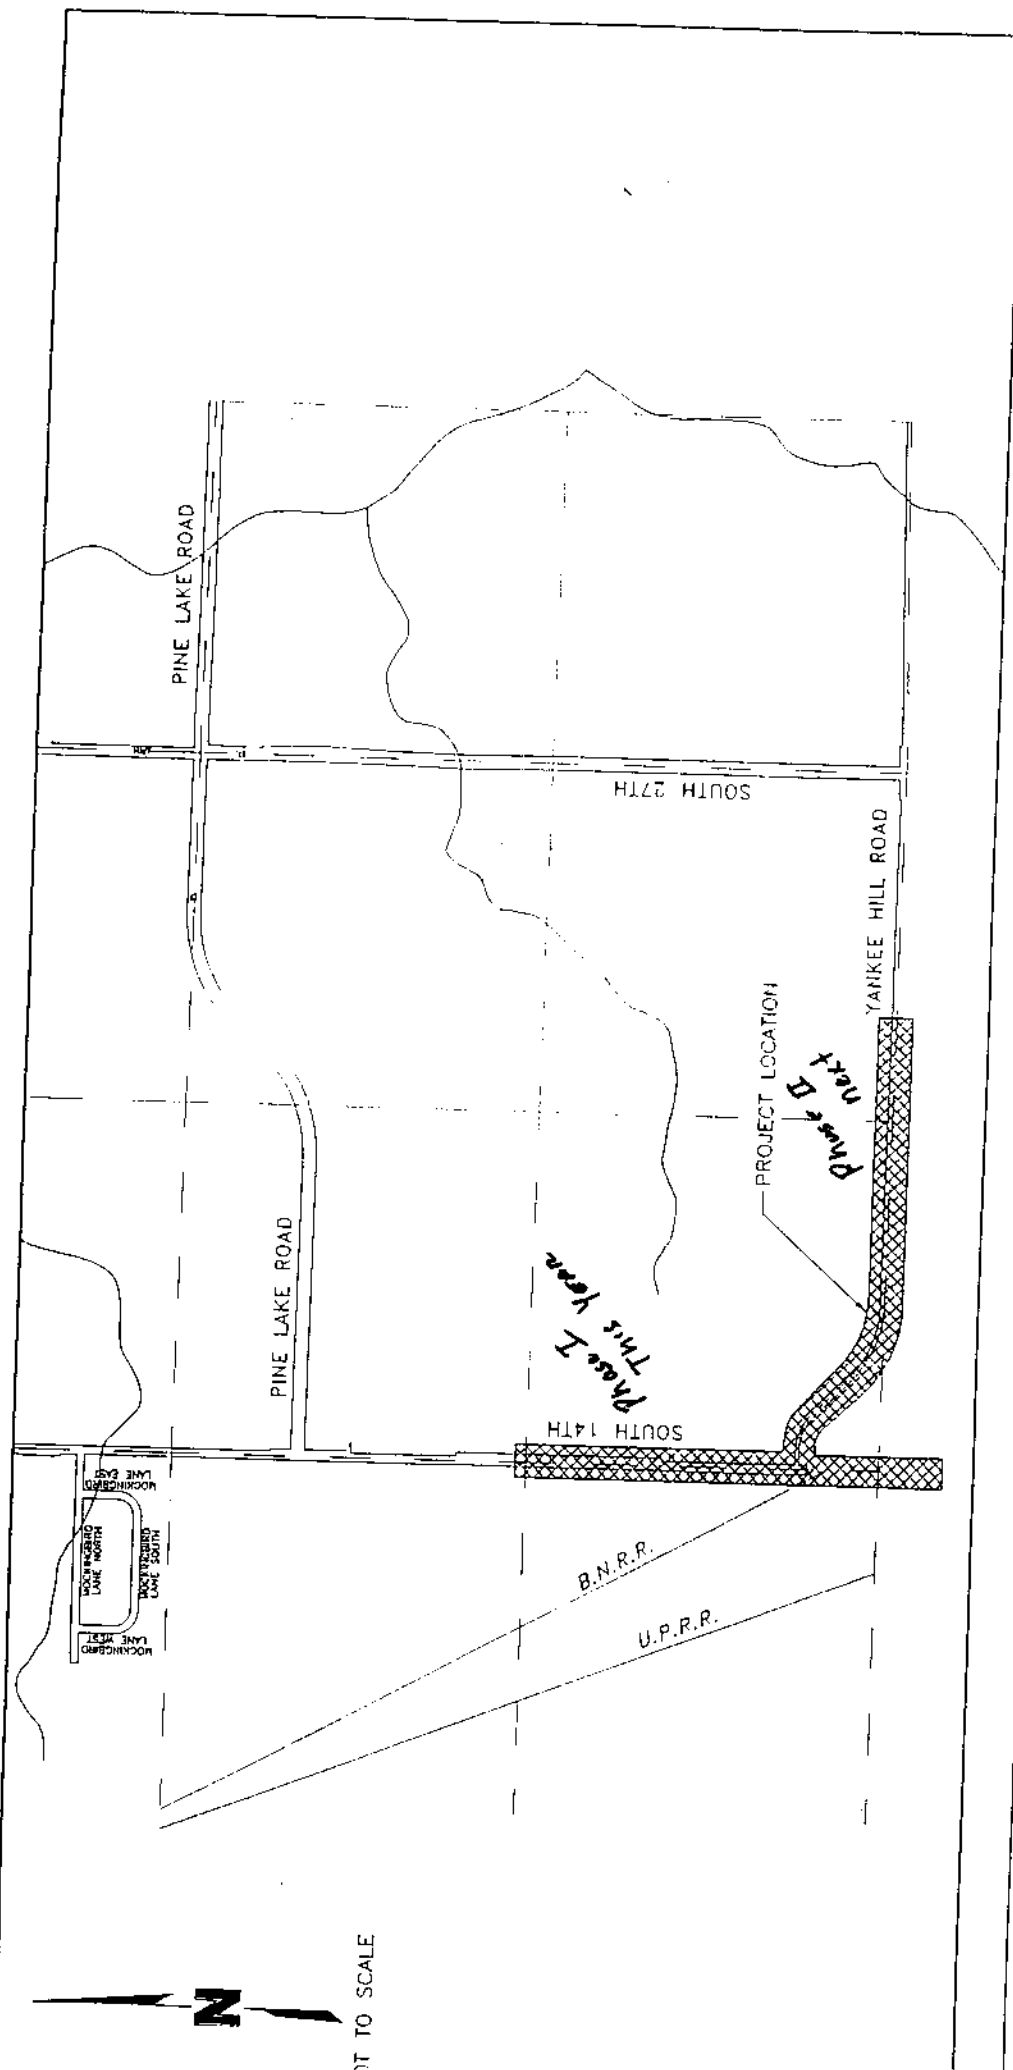 PINE LAKE ROAD
SOUTH 27TH
YANKEE HILL ROAD
PROJECT LOCATION
Phase II
next
PINE LAKE ROAD
Phase I
This Year
SOUTH 14TH
MOCKINGBIRD
LANE EAST
MOCKINGBIRD
LANE NORTH
MOCKINGBIRD
LANE SOUTH
MOCKINGBIRD
LANE WEST
B.N.R.R.
U.P.R.R.
N
OT TO SCALE